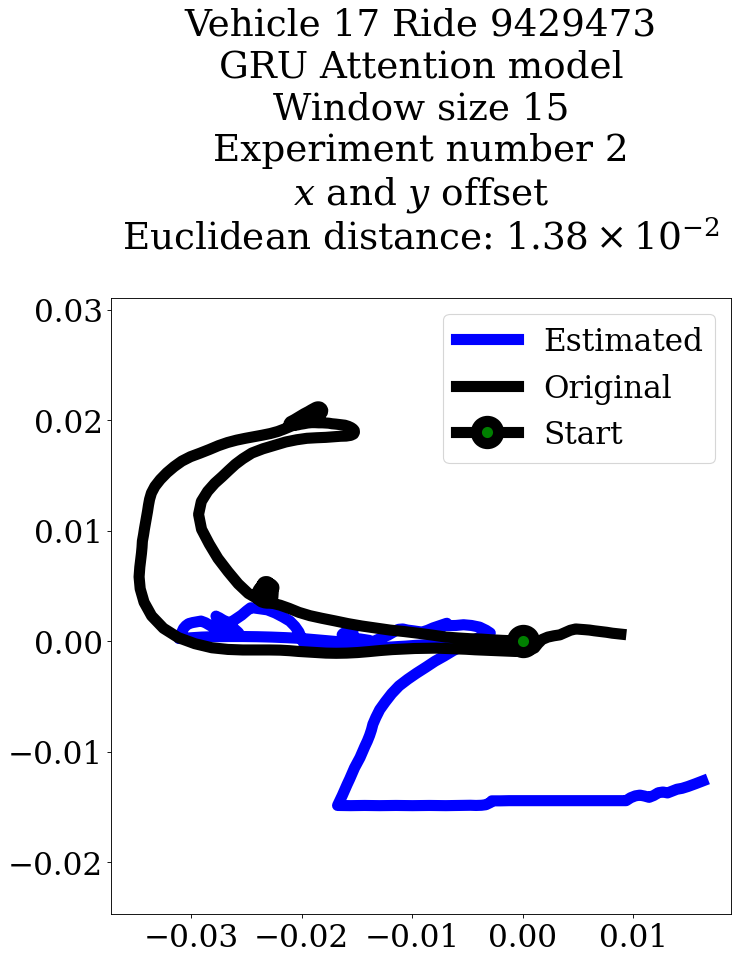 Vehicle 17 Ride 9429473
GRU Attention model
Window size 15
Experiment number 2
x and y offset
Euclidean distance: 1.38 × 10⁻²
0.03
0.02
0.01
0.00
−0.01
−0.02
Estimated
Original
Start
−0.03 −0.02 −0.01 0.00 0.01